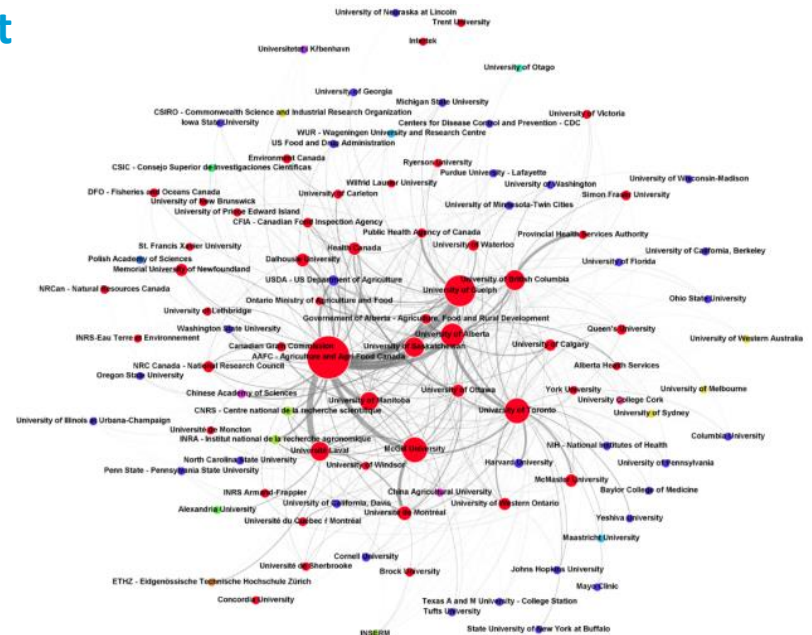 t
University of Nebraska at Lincoln
Trent University
Intertek
Universitetet i København
University of Otago
University of Georgia
Michigan State University
CSIRO - Commonwealth Science and Industrial Research Organization
Iowa State University
Centers for Disease Control and Prevention - CDC
University of Victoria
WUR - Wageningen University and Research Centre
US Food and Drug Administration
Environment Canada
Ryerson University
CSIC - Consejo Superior de Investigaciones Cientificas
Purdue University - Lafayette
University of Wisconsin-Madison
Wilfrid Laurier University
University of Washington
DFO - Fisheries and Oceans Canada
University of Carleton
Simon Fraser University
University of New Brunswick
University of Minnesota-Twin Cities
University of Prince Edward Island
CFIA - Canadian Food Inspection Agency
Public Health Agency of Canada
Provincial Health Services Authority
St. Francis Xavier University
Health Canada
University of Waterloo
University of California, Berkeley
Polish Academy of Sciences
Dalhousie University
University of Florida
Memorial University of Newfoundland
USDA - US Department of Agriculture
University of British Columbia
NRCan - Natural Resources Canada
University of Guelph
Ohio State University
Ontario Ministry of Agriculture and Food
University of Lethbridge
Governement of Alberta - Agriculture, Food and Rural Development
Washington State University
University of Alberta
Queen's University
INRS-Eau Terre et Environnement
Canadian Grain Commission
University of Saskatchewan
University of Calgary
University of Western Australia
AAFC - Agriculture and Agri-Food Canada
NRC Canada - National Research Council
Alberta Health Services
Oregon State University
Chinese Academy of Sciences
University of Ottawa
York University
University of Melbourne
University of Manitoba
University College Cork
CNRS - Centre national de la recherche scientifique
University of Toronto
University of Sydney
University of Illinois at Urbana-Champaign
Université de Moncton
Columbia University
INRA - Institut national de la recherche agronomique
NIH - National Institutes of Health
Université Laval
McGill University
North Carolina State University
Harvard University
University of Pennsylvania
Penn State - Pennsylvania State University
University of Windsor
McMaster University
INRS Armand-Frappier
China Agricultural University
Baylor College of Medicine
Alexandria University
University of California, Davis
University of Western Ontario
Université de Montréal
Yeshiva University
Université du Québec à Montréal
Maastricht University
Cornell University
Université de Sherbrooke
Brock University
Johns Hopkins University
ETHZ - Eidgenössische Technische Hochschule Zürich
Mayo Clinic
Concordia University
Texas A and M University - College Station
Tufts University
State University of New York at Buffalo
INSERM